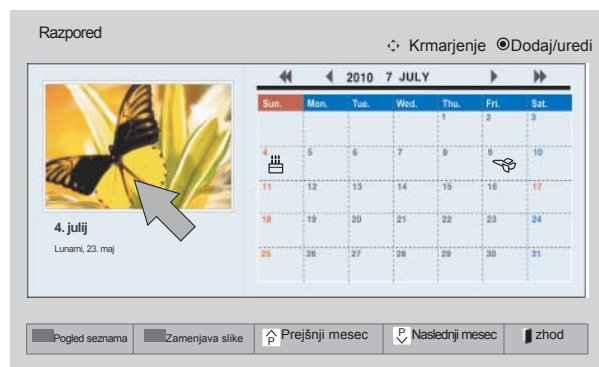 Razpored
Krmarjenje Dodaj/uredi
2010 7 JULY
Sun. Mon. Tue. Wed. Thu. Fri. Sat.
1 2 3
4 5 6 7 8 9 10
11 12 13 14 15 16 17
18 19 20 21 22 23 24
25 26 27 28 29 30 31
4. julij
Lunarni, 23. maj
Pogled seznama Zamenjava slike P Prejšnji mesec P Naslednji mesec zhod